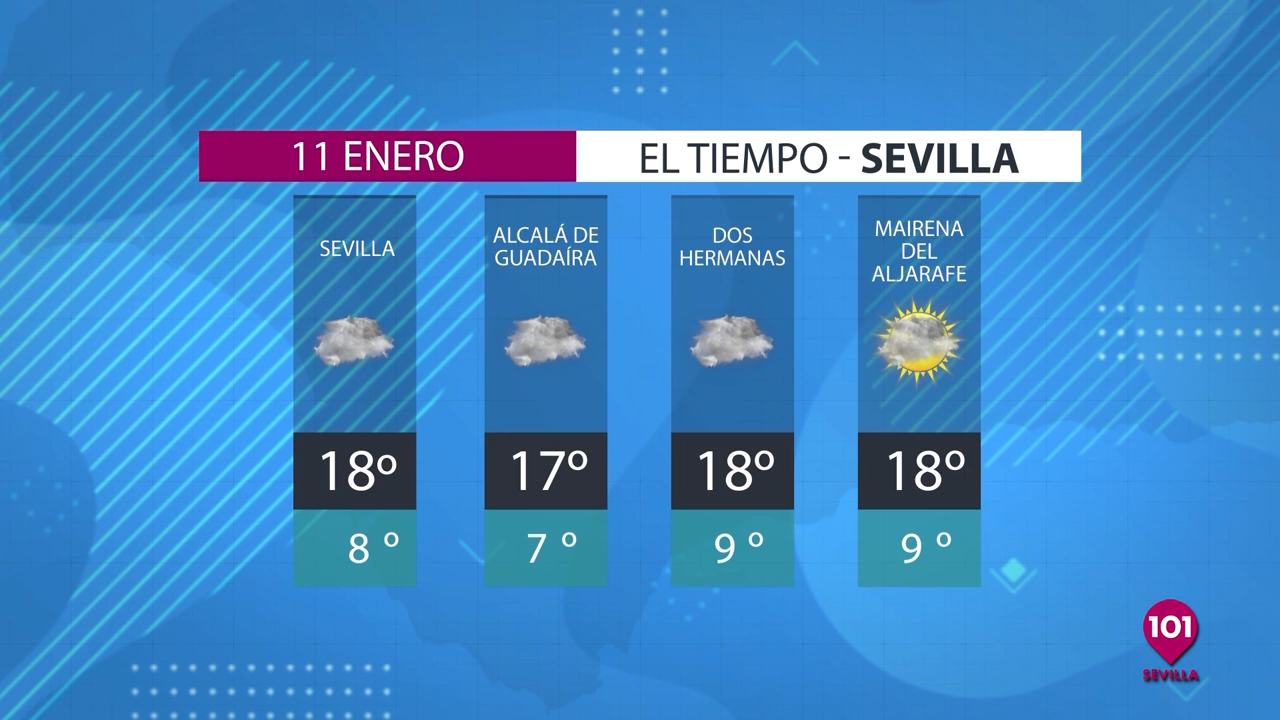 11 ENERO
EL TIEMPO - SEVILLA
SEVILLA
18º
8 º
ALCALÁ DE
GUADAÍRA
17º
7 º
DOS
HERMANAS
18º
9 º
MAIRENA
DEL
ALJARAFE
18º
9 º
101
SEVILLA